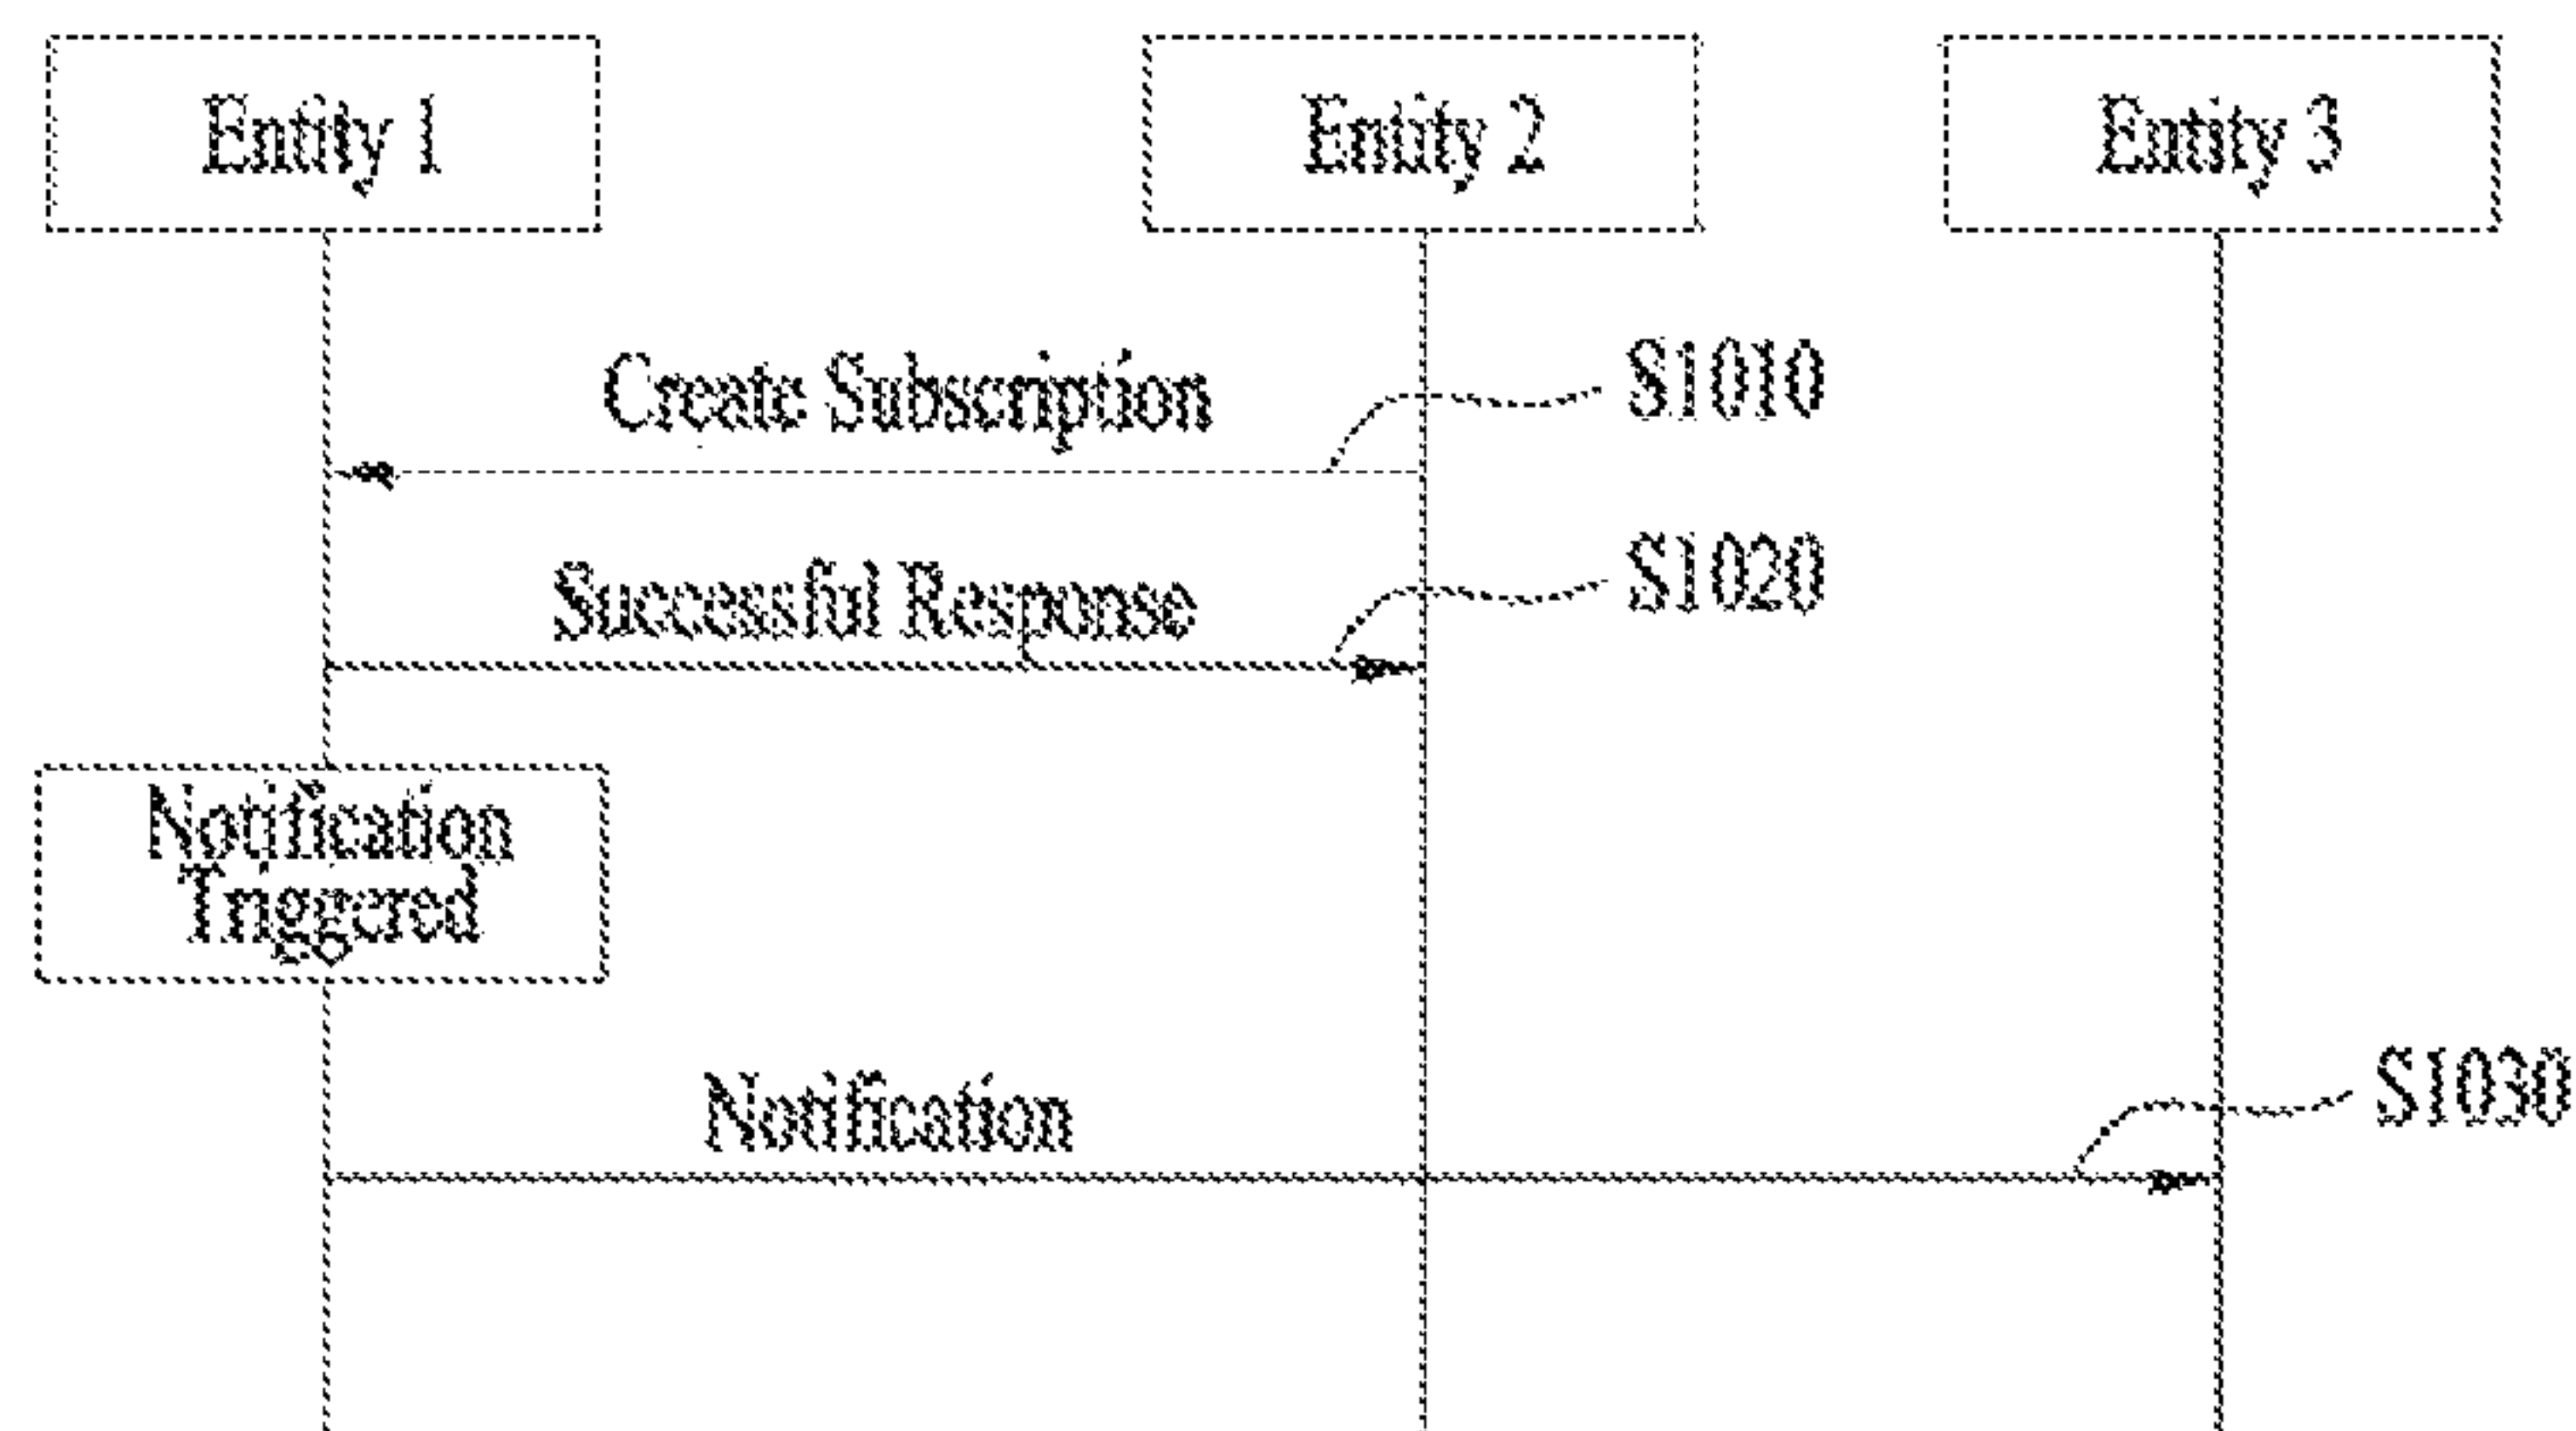 Entity 1
Entity 2
Entity 3
Create Subscription
S1010
Successful Response
S1020
Notification
Triggered
Notification
S1030